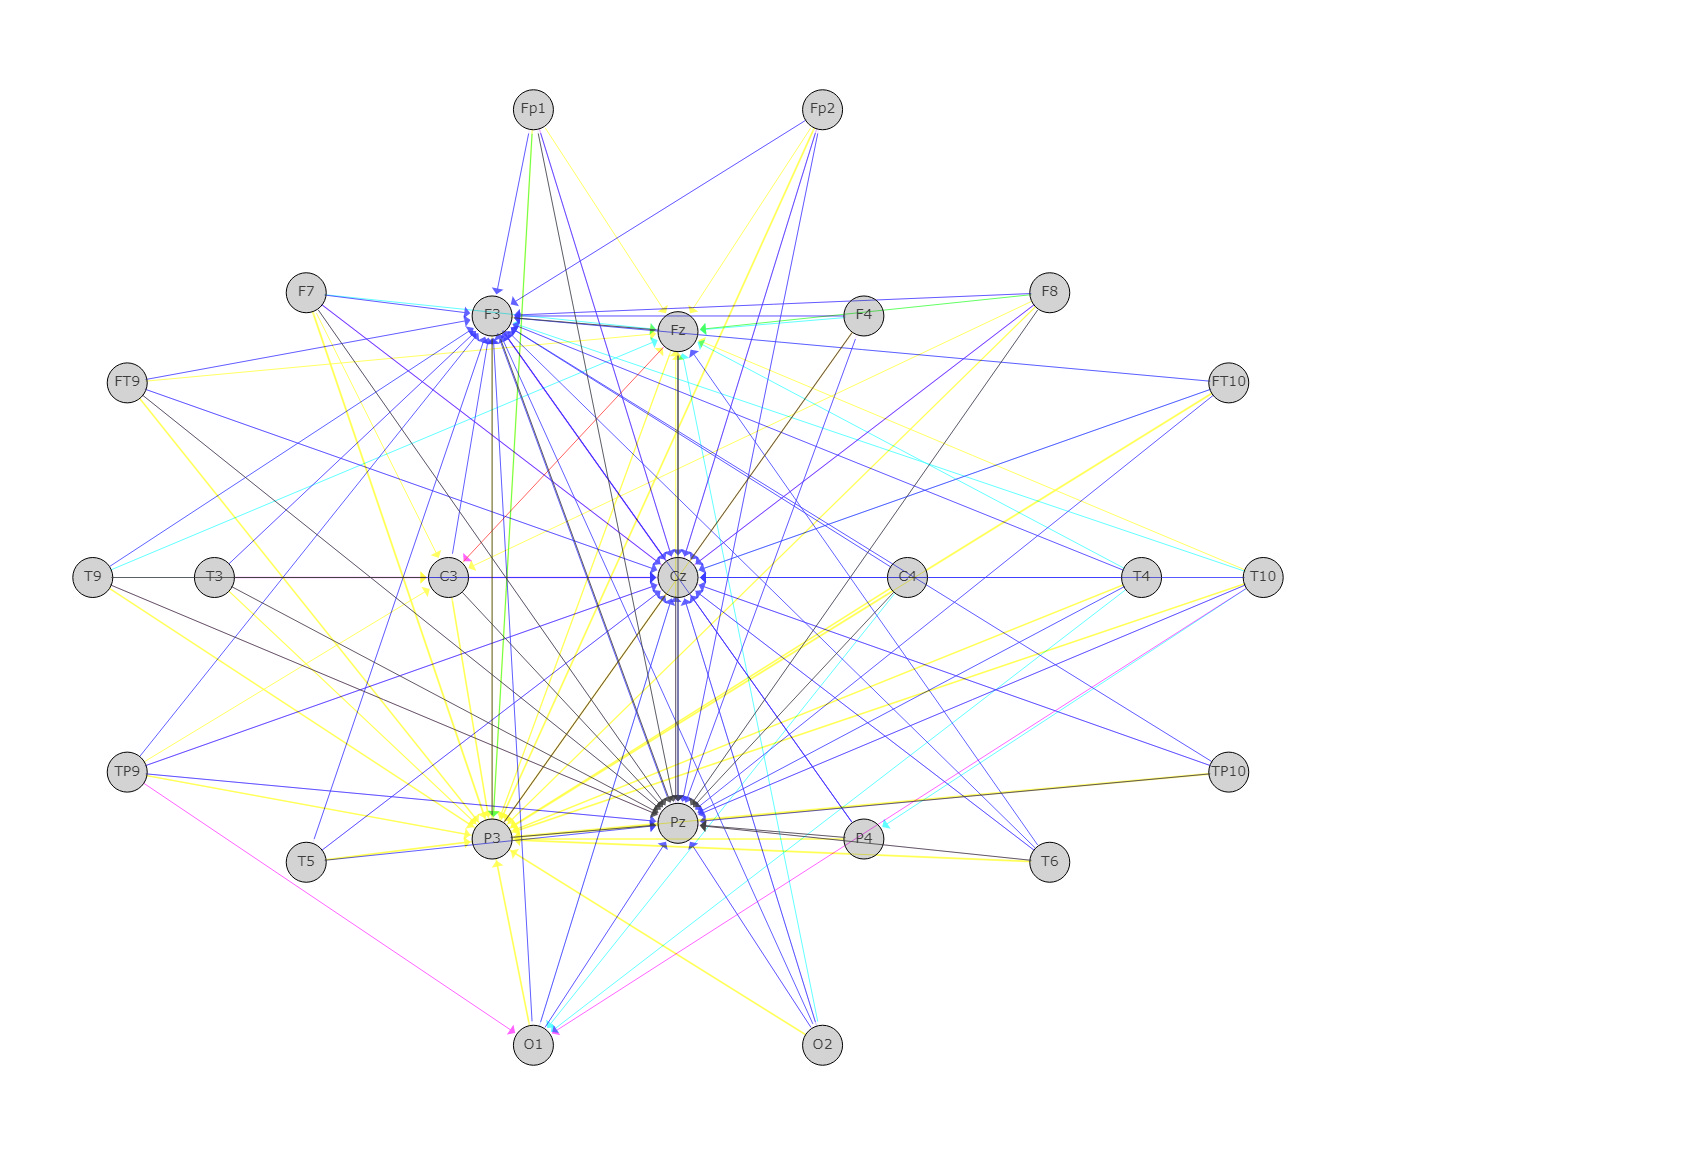 Fp1 Fp2
F7 F3 Fz F4 F8
FT9 FT10
T9 T3 C3 Cz C4 T4 T10
TP9 TP10
T5 P3 Pz P4 T6
O1 O2